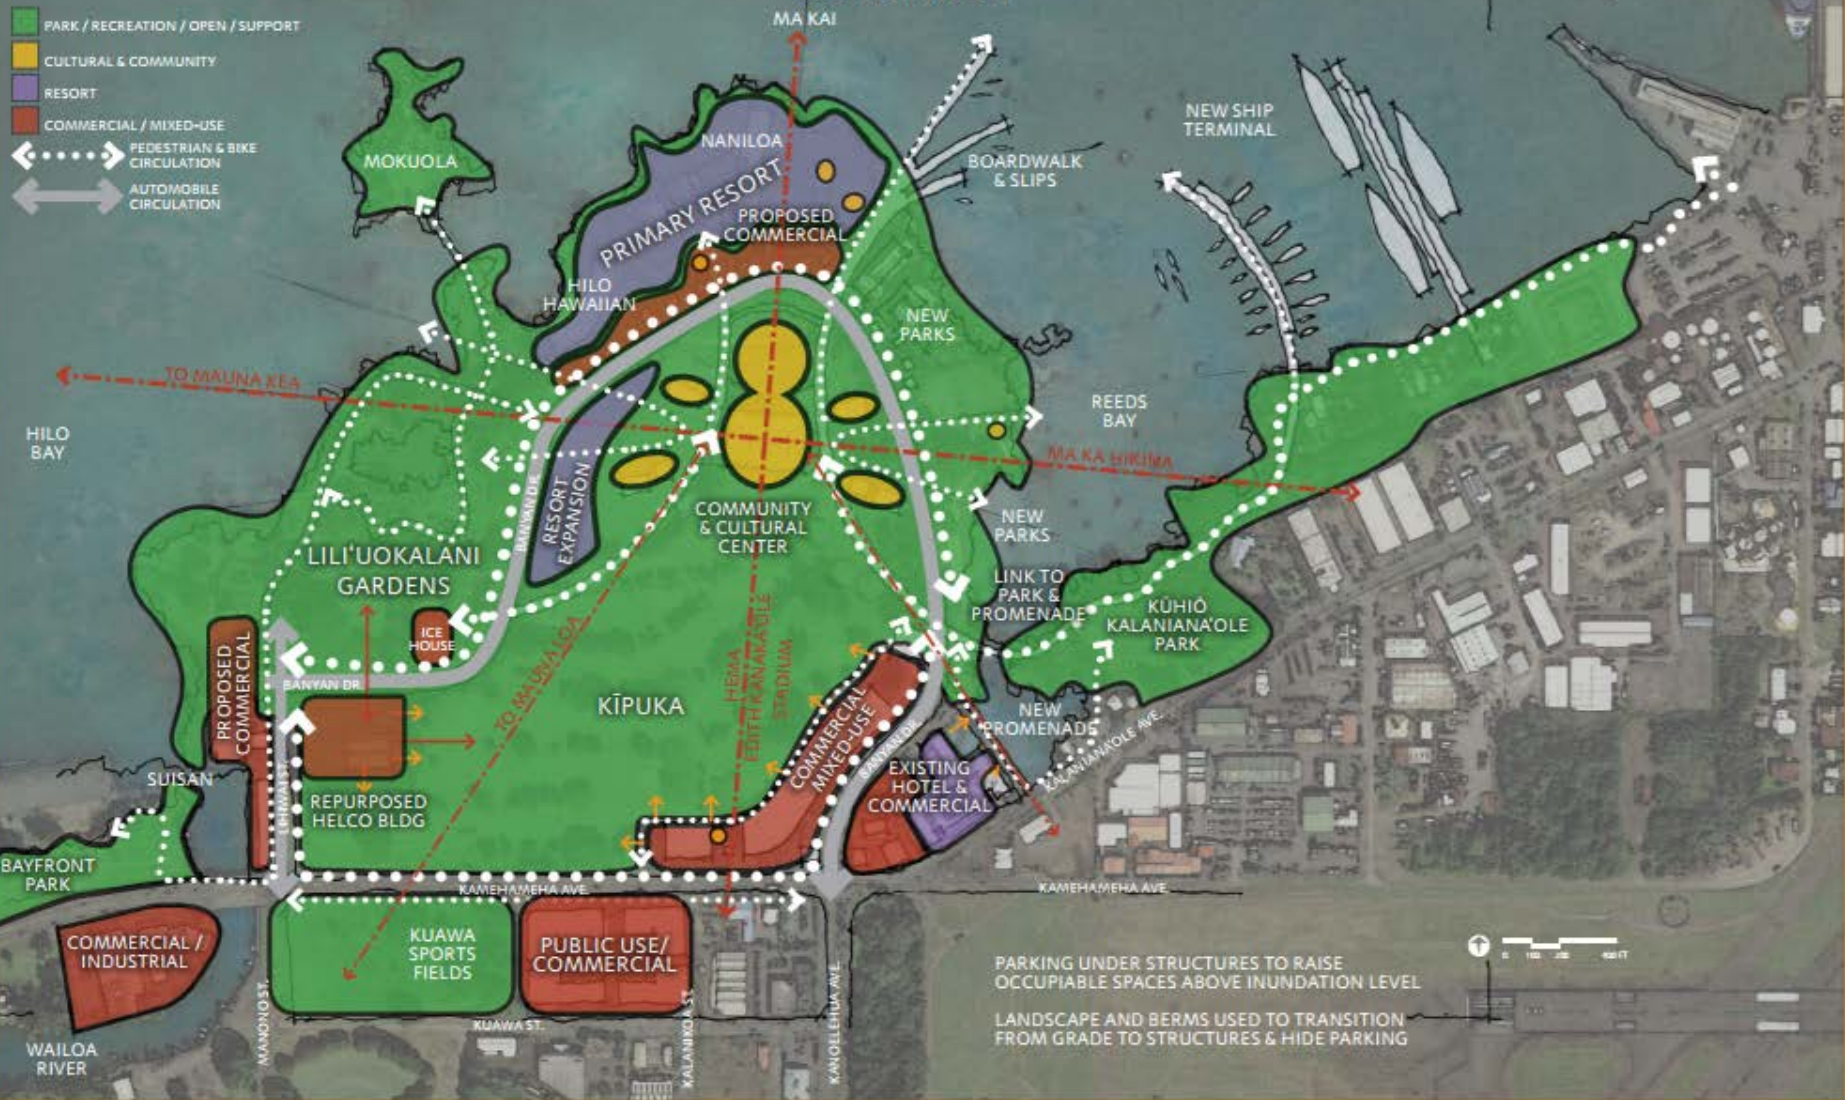 PARK / RECREATION / OPEN / SUPPORT
CULTURAL & COMMUNITY
RESORT
COMMERCIAL / MIXED-USE
PEDESTRIAN & BIKE
CIRCULATION
AUTOMOBILE
CIRCULATION
MA KAI
MOKUOLA
NANILOA
PRIMARY RESORT
PROPOSED
COMMERCIAL
HILO
HAWAIIAN
BOARDWALK
& SLIPS
NEW SHIP
TERMINAL
NEW
PARKS
TO MAUNA KEA
HILO
BAY
REEDS
BAY
MA KA HIKINA
BANYAN DR.
RESORT
EXPANSION
COMMUNITY
& CULTURAL
CENTER
NEW
PARKS
LILI'UOKALANI
GARDENS
LINK TO
PARK &
PROMENADE
KŪHIŌ
KALANIANA'OLE
PARK
ICE
HOUSE
PROPOSED
COMMERCIAL
BANYAN DR.
TO MAUNA LOA
HEMA
EDITH KANAKA'OLE
STADIUM
KĪPUKA
COMMERCIAL
MIXED-USE
BANYAN DR.
NEW
PROMENADE
KALANIANA'OLE AVE.
EXISTING
HOTEL &
COMMERCIAL
SUISAN
LIHIWAI ST.
REPURPOSED
HELCO BLDG
BAYFRONT
PARK
KAMEHAMEHA AVE.
KAMEHAMEHA AVE.
COMMERCIAL /
INDUSTRIAL
KUAWA
SPORTS
FIELDS
PUBLIC USE/
COMMERCIAL
MANONO ST.
KUAWA ST.
KALANIKOA ST.
KANOLLEHUA AVE.
WAILOA
RIVER
PARKING UNDER STRUCTURES TO RAISE
OCCUPIABLE SPACES ABOVE INUNDATION LEVEL
LANDSCAPE AND BERMS USED TO TRANSITION
FROM GRADE TO STRUCTURES & HIDE PARKING